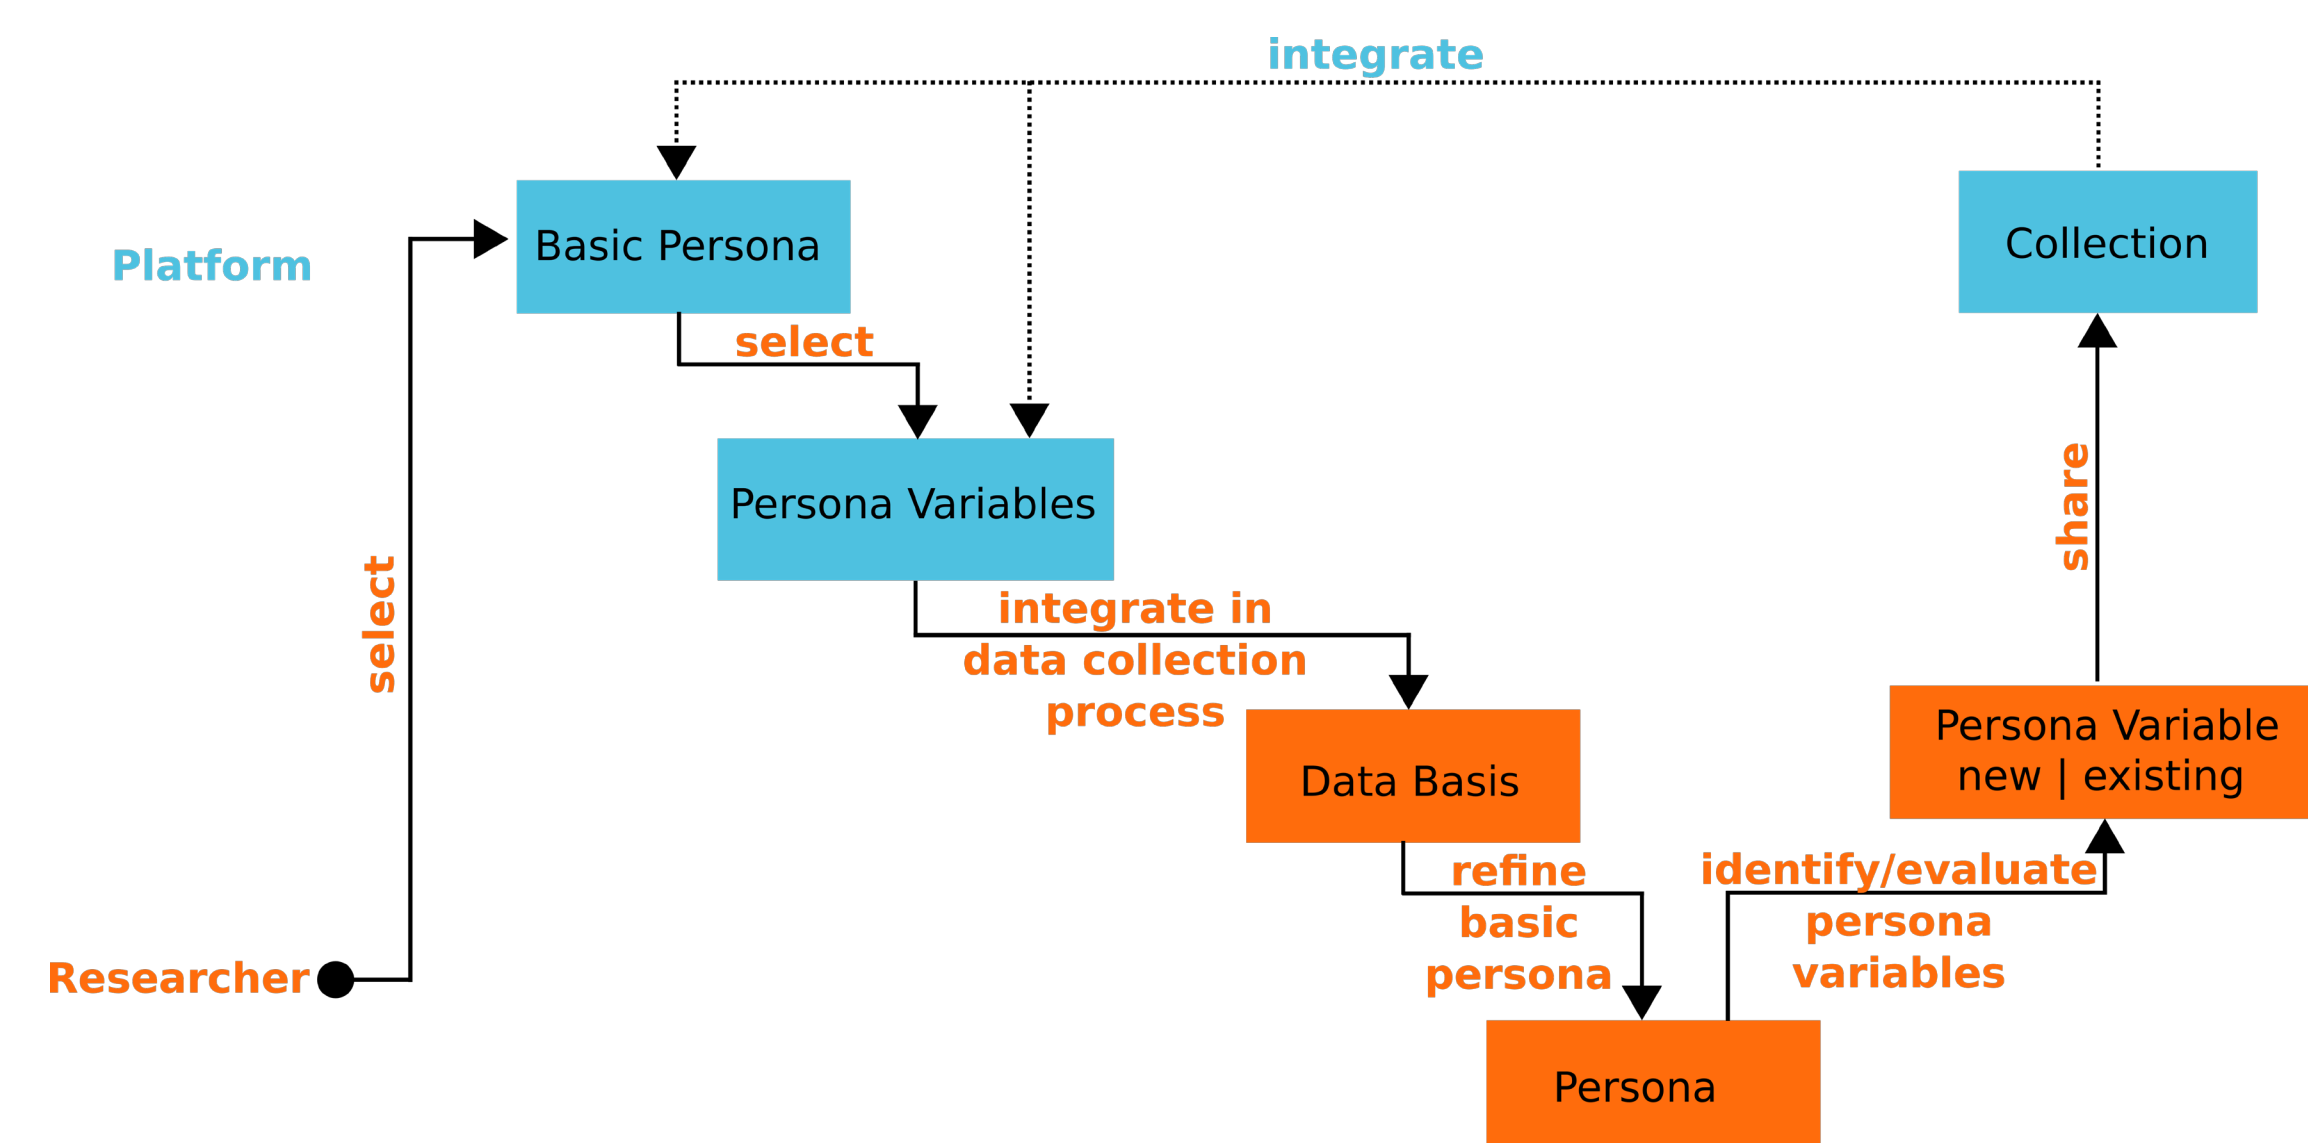 integrate
Platform
Basic Persona
Collection
select
Persona Variables
select
share
integrate in
data collection
process
Data Basis
Persona Variable
new | existing
refine
basic
persona
identify/evaluate
persona
variables
Researcher
Persona